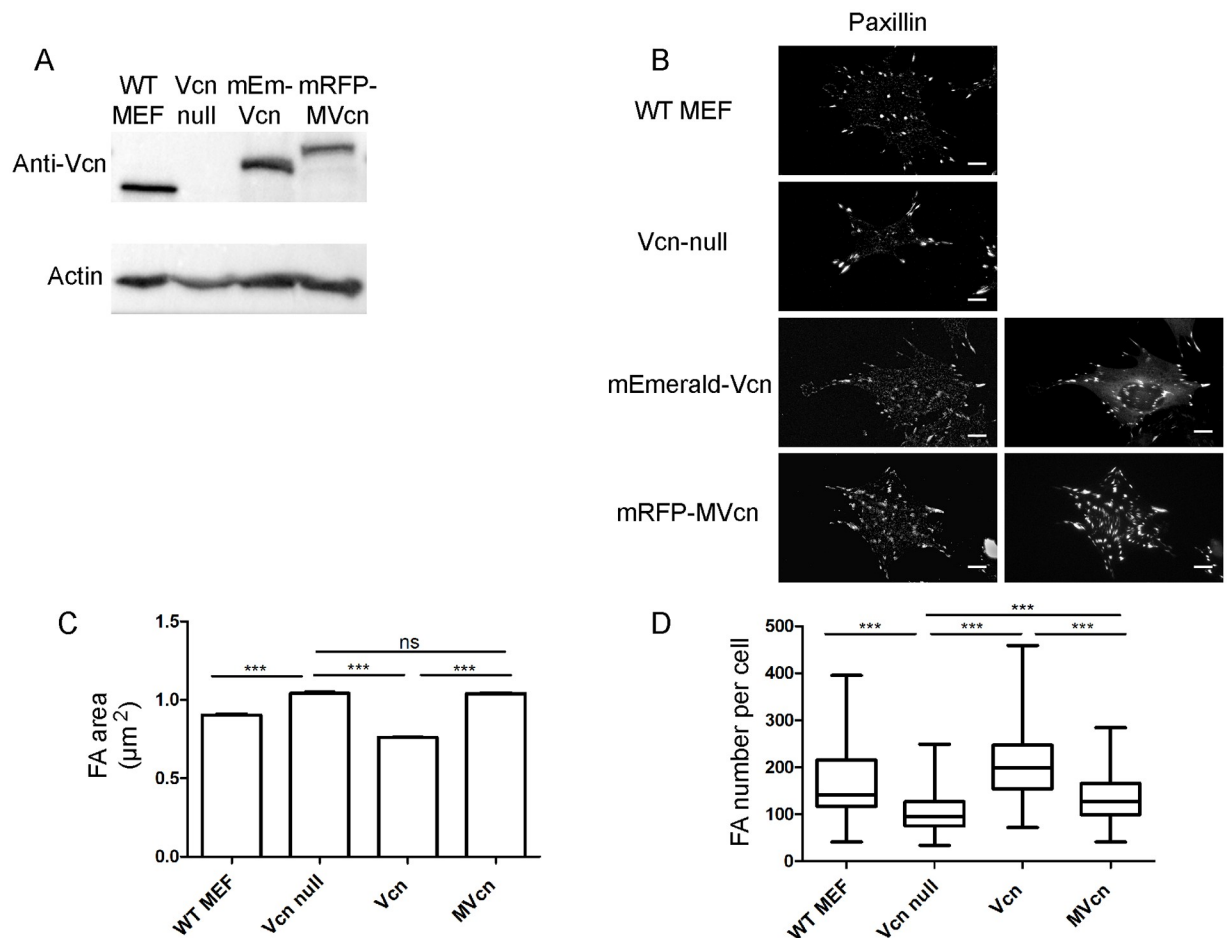 A
WT Vcn mEm- mRFP-
MEF null Vcn MVcn
Anti-Vcn
Actin
B
Paxillin
WT MEF
Vcn-null
mEmerald-Vcn
mRFP-MVcn
C
FA area
(µm²)
1.5
1.0
0.5
0.0
***
ns
***
***
WT MEF
Vcn null
Vcn
MVcn
D
FA number per cell
500
400
300
200
100
0
***
***
***
***
WT MEF
Vcn null
Vcn
MVcn